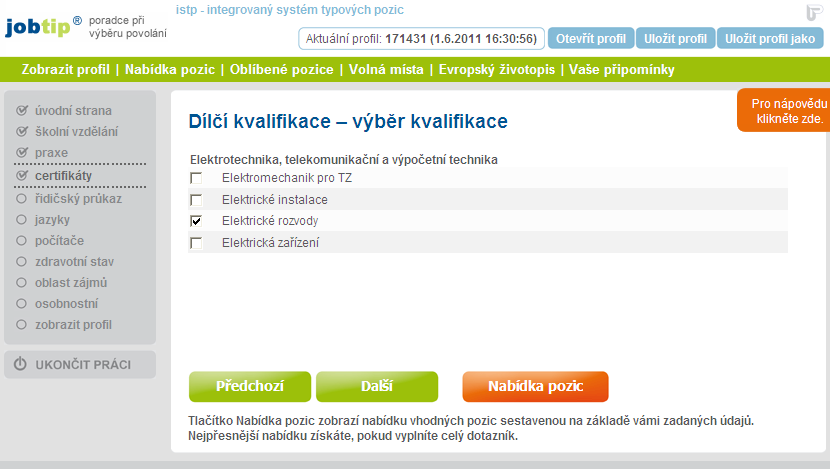 jobtip®
poradce při
výběru povolání
istp - integrovaný systém typových pozic
Aktuální profil: 171431 (1.6.2011 16:30:56)
Otevřít profil
Uložit profil
Uložit profil jako
Zobrazit profil | Nabídka pozic | Oblíbené pozice | Volná místa | Evropský životopis | Vaše připomínky
úvodní strana
školní vzdělání
praxe
certifikáty
řidičský průkaz
jazyky
počítače
zdravotní stav
oblast zájmů
osobnostní
zobrazit profil
UKONČIT PRÁCI
Pro nápovědu
klikněte zde.
Dílčí kvalifikace – výběr kvalifikace
Elektrotechnika, telekomunikační a výpočetní technika
Elektromechanik pro TZ
Elektrické instalace
Elektrické rozvody
Elektrická zařízení
Předchozí
Další
Nabídka pozic
Tlačítko Nabídka pozic zobrazí nabídku vhodných pozic sestavenou na základě vámi zadaných údajů.
Nejpřesnější nabídku získáte, pokud vyplníte celý dotazník.